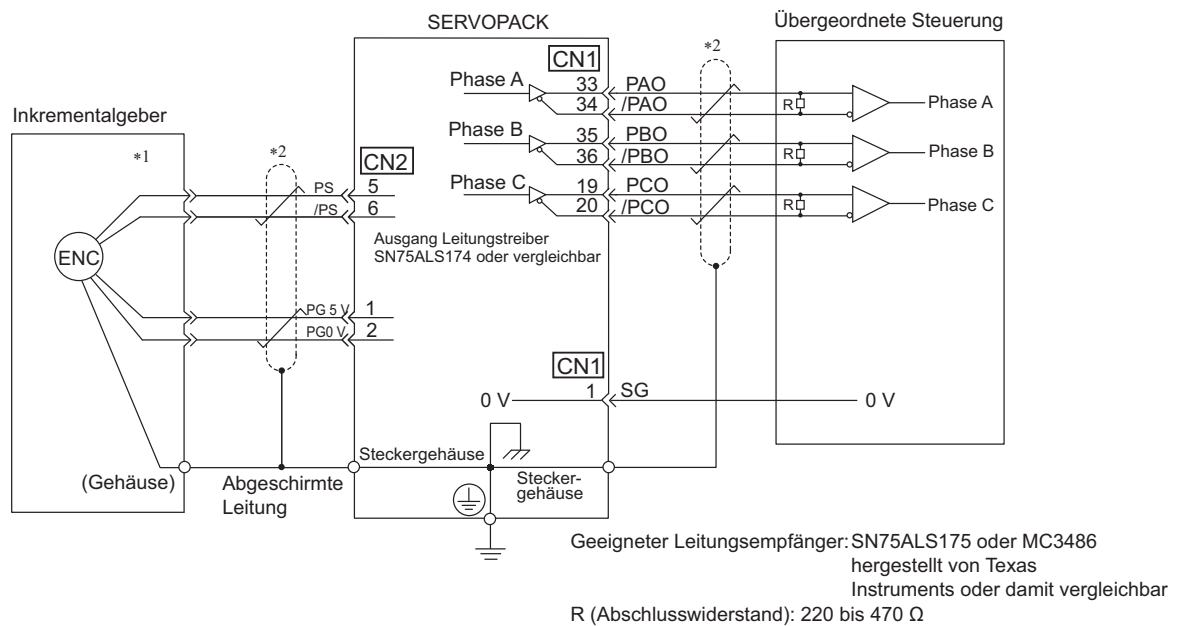 SERVOPACK
Übergeordnete Steuerung
Inkrementalgeber
*1
*2
*2
CN1
Phase A
33
PAO
34
/PAO
R
Phase A
Phase B
35
PBO
36
/PBO
R
Phase B
Phase C
19
PCO
20
/PCO
R
Phase C
CN2
PS
5
/PS
6
ENC
Ausgang Leitungstreiber
SN75ALS174 oder vergleichbar
PG 5 V
1
PG0 V
2
CN1
0 V
1
SG
0 V
(Gehäuse)
Abgeschirmte
Leitung
Steckergehäuse
Stecker-
gehäuse
Geeigneter Leitungsempfänger: SN75ALS175 oder MC3486
hergestellt von Texas
Instruments oder damit vergleichbar
R (Abschlusswiderstand): 220 bis 470 Ω